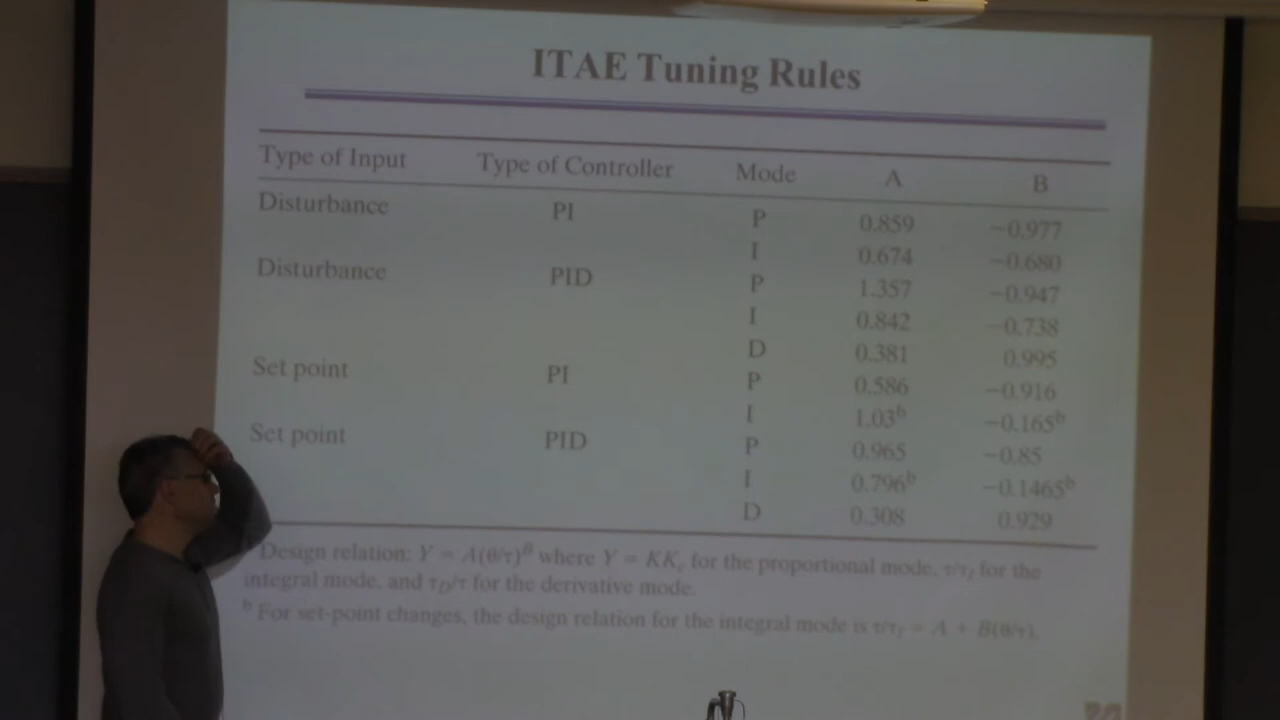 ITAE Tuning Rules
Type of Input Type of Controller Mode A B
Disturbance PI P 0.859 −0.977
I 0.674 −0.680
Disturbance PID P 1.357 −0.947
I 0.842 −0.738
D 0.381 0.995
Set point PI P 0.586 −0.916
I 1.03ᵇ −0.165ᵇ
Set point PID P 0.965 −0.85
I 0.796ᵇ −0.1465ᵇ
D 0.308 0.929
Design relation: Y = A(θ/τ)ᴮ where Y = KK_c for the proportional mode, τ/τ_I for the
integral mode, and τ_D/τ for the derivative mode.
ᵇ For set-point changes, the design relation for the integral mode is τ/τ_I = A + B(θ/τ).